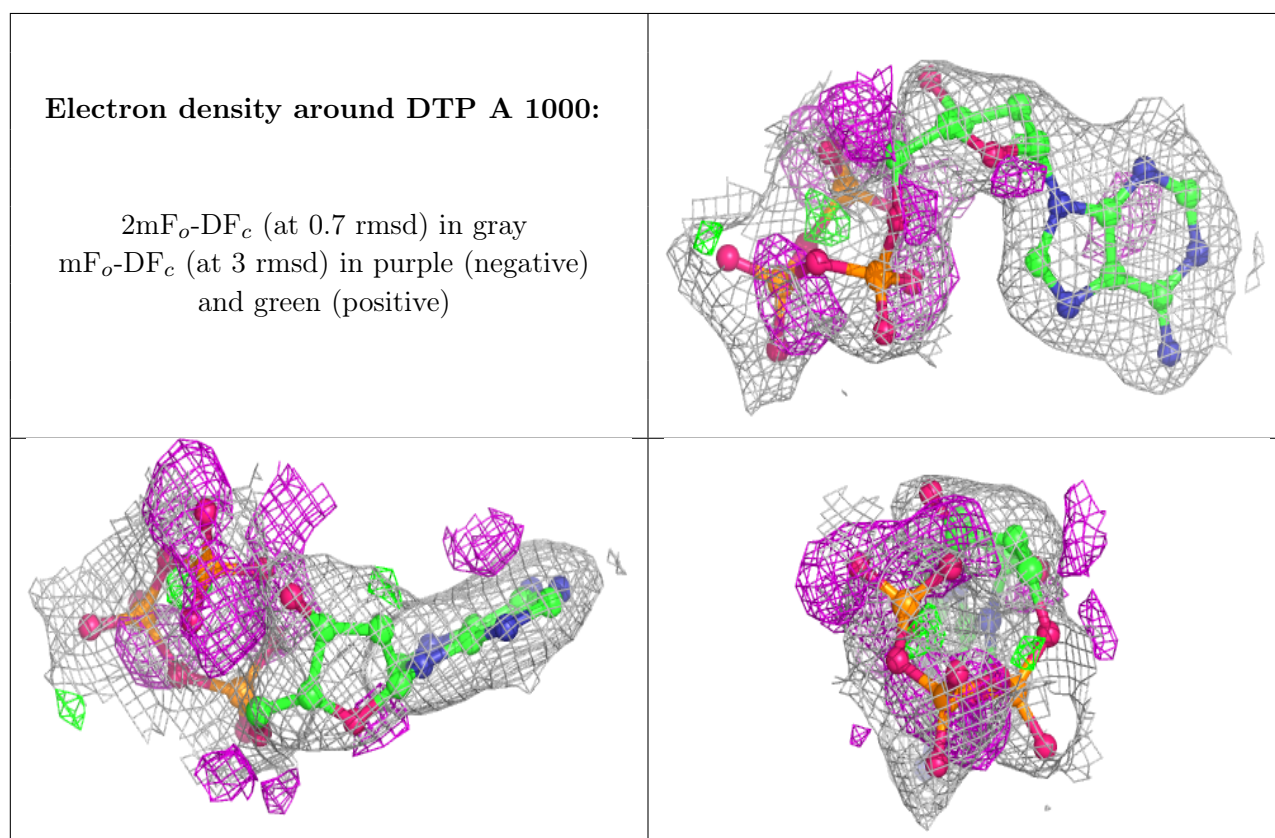 Electron density around DTP A 1000:
2mFo-DFc (at 0.7 rmsd) in gray
mFo-DFc (at 3 rmsd) in purple (negative)
and green (positive)